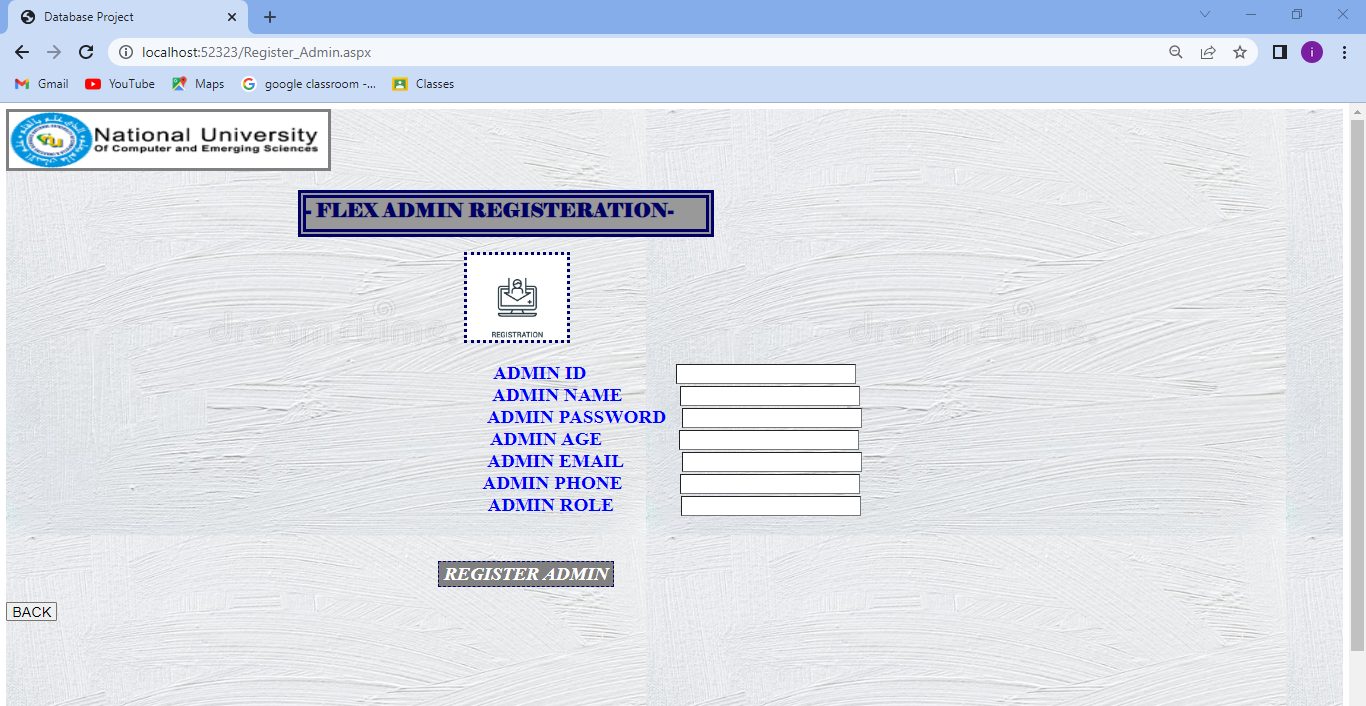 Database Project
localhost:52323/Register_Admin.aspx
i
Gmail YouTube Maps google classroom -... Classes
National University
Of Computer and Emerging Sciences
- FLEX ADMIN REGISTERATION-
REGISTRATION
dreamstime. dreamstime.
ADMIN ID
ADMIN NAME
ADMIN PASSWORD
ADMIN AGE
ADMIN EMAIL
ADMIN PHONE
ADMIN ROLE
REGISTER ADMIN
BACK